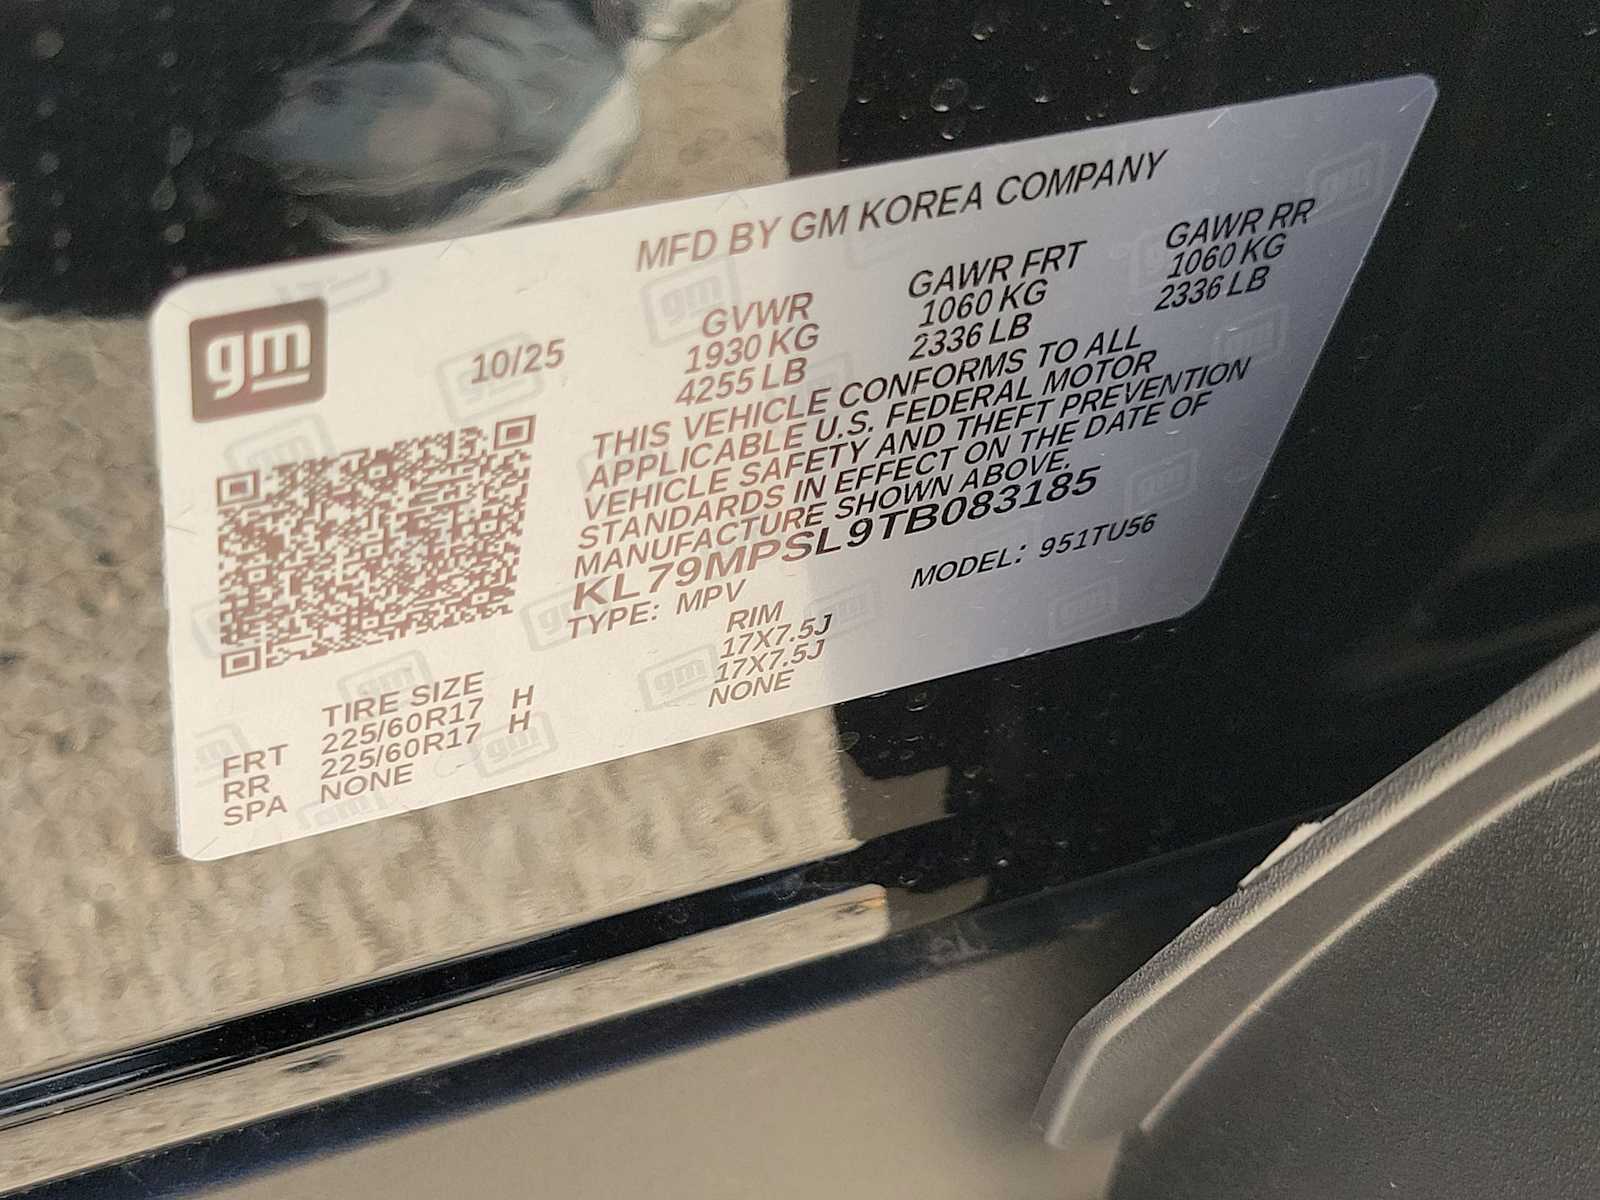 MFD BY GM KOREA COMPANY
gm
10/25
GVWR
1930 KG
4255 LB
GAWR FRT
1060 KG
2336 LB
GAWR RR
1060 KG
2336 LB
THIS VEHICLE CONFORMS TO ALL
APPLICABLE U.S. FEDERAL MOTOR
VEHICLE SAFETY AND THEFT PREVENTION
STANDARDS IN EFFECT ON THE DATE OF
MANUFACTURE SHOWN ABOVE.
KL79MPSL9TB083185
TYPE: MPV
MODEL: 951TU56
TIRE SIZE
RIM
FRT 225/60R17 H 17X7.5J
RR 225/60R17 H 17X7.5J
SPA NONE NONE